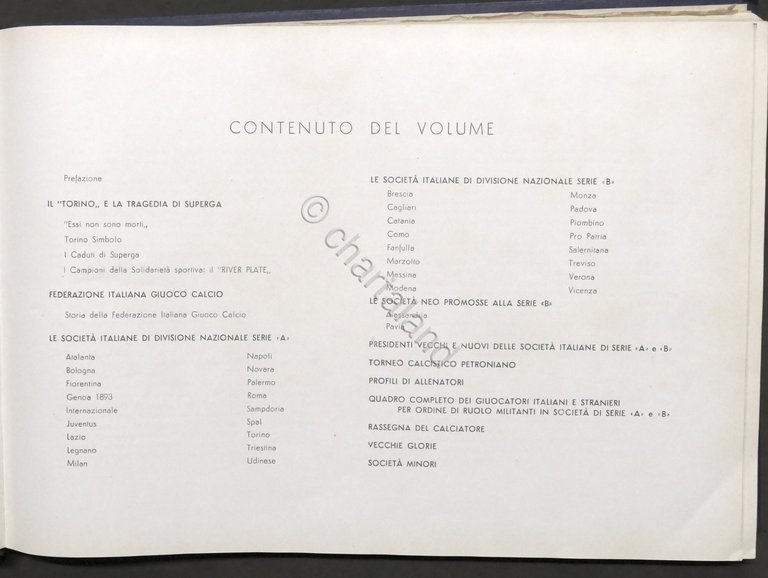 CONTENUTO DEL VOLUME
Prefazione
IL "TORINO„ E LA TRAGEDIA DI SUPERGA
"Essi non sono morti„
Torino Simbolo
I Caduti di Superga
I Campioni della Solidarietà sportiva: il "RIVER PLATE„
FEDERAZIONE ITALIANA GIUOCO CALCIO
Storia della Federazione Italiana Giuoco Calcio
LE SOCIETÀ ITALIANE DI DIVISIONE NAZIONALE SERIE «A»
Atalanta
Bologna
Fiorentina
Genoa 1893
Internazionale
Juventus
Lazio
Legnano
Milan
Napoli
Novara
Palermo
Roma
Sampdoria
Spal
Torino
Triestina
Udinese
LE SOCIETÀ ITALIANE DI DIVISIONE NAZIONALE SERIE «B»
Brescia
Cagliari
Catania
Como
Fanfulla
Marzotto
Messina
Modena
Monza
Padova
Piombino
Pro Patria
Salernitana
Treviso
Verona
Vicenza
LE SOCIETÀ NEO PROMOSSE ALLA SERIE «B»
Alessandria
Pavia
PRESIDENTI VECCHI E NUOVI DELLE SOCIETÀ ITALIANE DI SERIE «A» e «B»
TORNEO CALCISTICO PETRONIANO
PROFILI DI ALLENATORI
QUADRO COMPLETO DEI GIUOCATORI ITALIANI E STRANIERI
PER ORDINE DI RUOLO MILITANTI IN SOCIETÀ DI SERIE «A» e «B»
RASSEGNA DEL CALCIATORE
VECCHIE GLORIE
SOCIETÀ MINORI
© chartaland